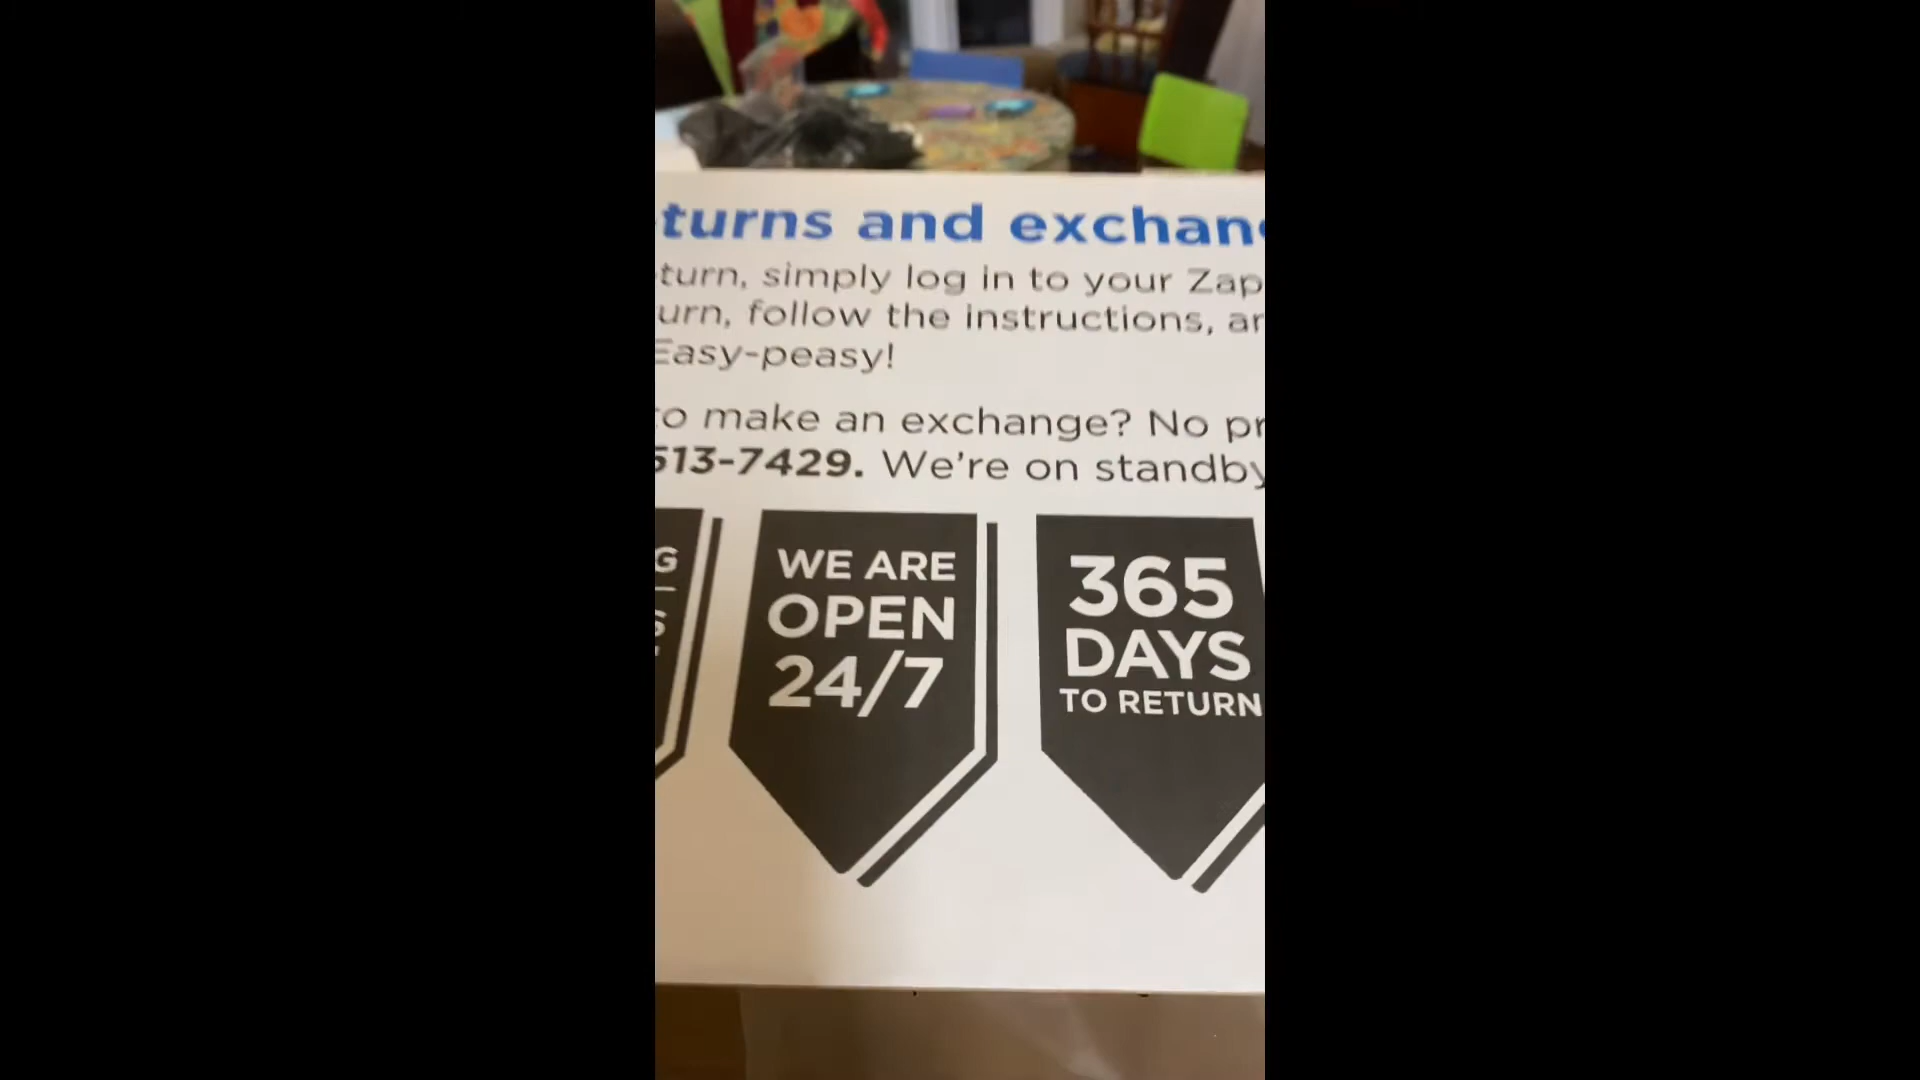 turns and exchan
turn, simply log in to your Zap
urn, follow the instructions, ar
Easy-peasy!
to make an exchange? No pr
513-7429. We're on standby
G
S
WE ARE
OPEN
24/7
365
DAYS
TO RETURN